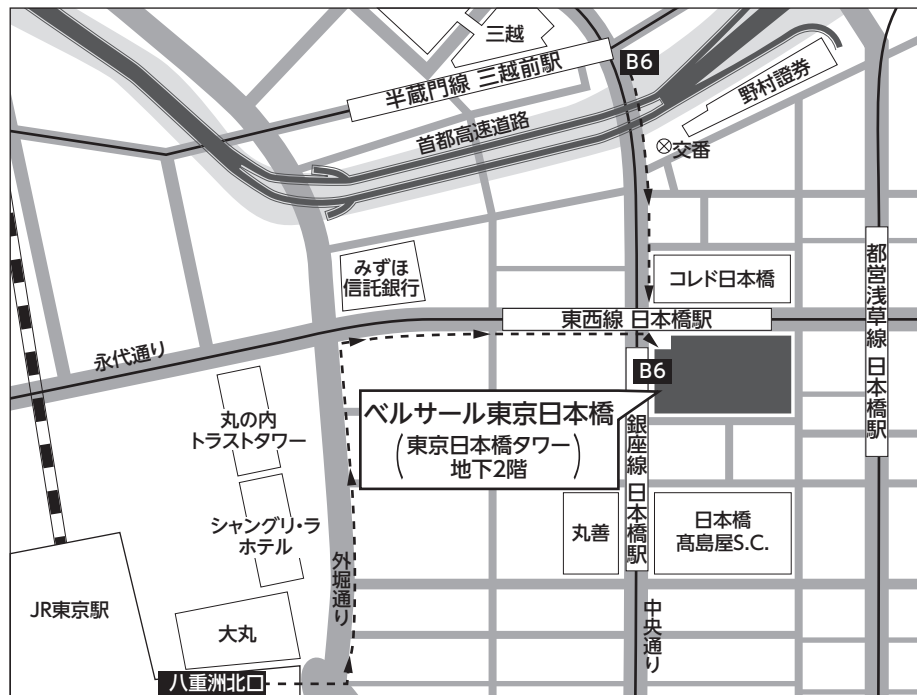 三越
B6
半蔵門線 三越前駅
野村證券
首都高速道路
交番
みずほ
信託銀行
コレド日本橋
都営浅草線 日本橋駅
東西線 日本橋駅
永代通り
B6
丸の内
トラストタワー
ベルサール東京日本橋
(東京日本橋タワー
地下2階)
銀座線 日本橋駅
シャングリ・ラ
ホテル
丸善
日本橋
髙島屋S.C.
外堀通り
JR東京駅
大丸
中央通り
八重洲北口